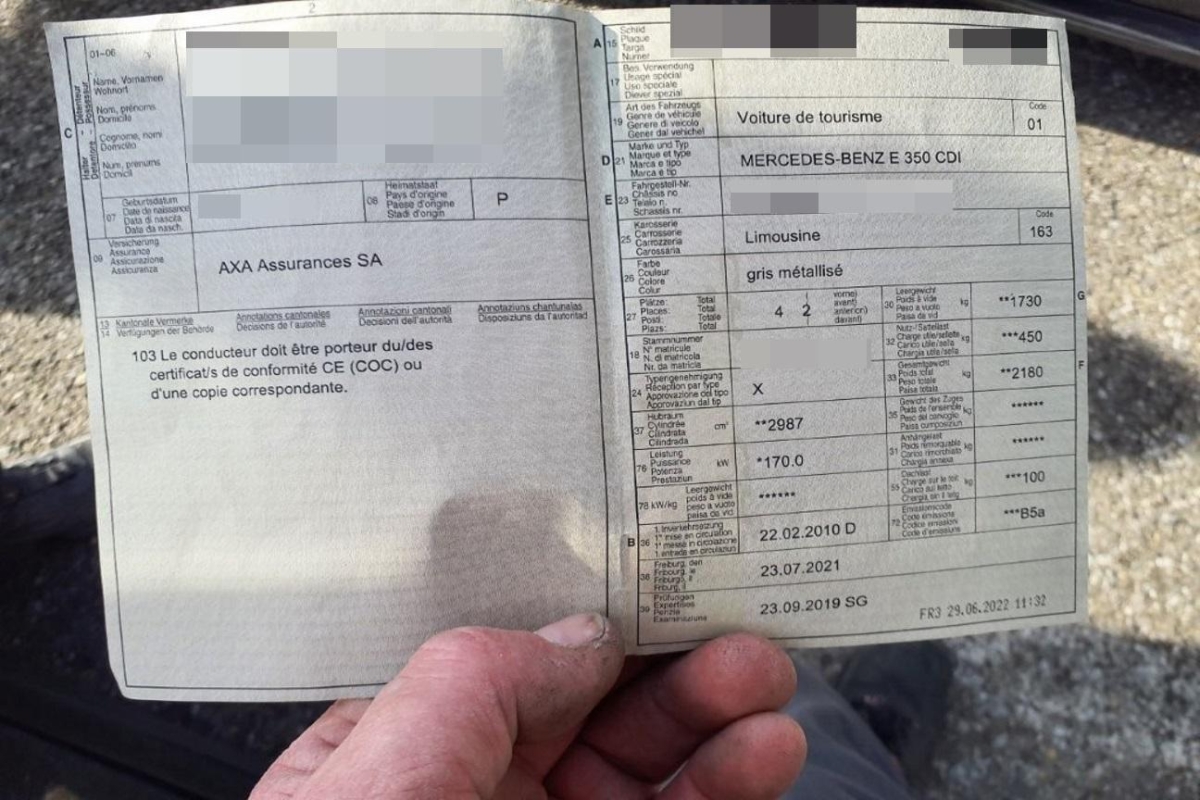 2
01-06
C
Halter - Détenteur
Detentore - Possessur
Name, Vornamen
Wohnort
Nom, prénoms
Domicile
Cognome, nomi
Domicilio
Num, prenums
Domicil
07
Geburtsdatum
Date de naissance
Data di nascita
Data da nasch.
08
Heimatstaat
Pays d'origine
Paese d'origine
Stadi d'origin
P
09
Versicherung
Assurance
Assicurazione
Assicuranza
AXA Assurances SA
13
14
Kantonale Vermerke
Verfügungen der Behörde
Annotations cantonales
Décisions de l'autorité
Annotazioni cantonali
Decisioni dell'autorità
Annotaziuns chantunalas
Disposiziuns da l'autoritad
103 Le conducteur doit être porteur du/des
certificat/s de conformité CE (COC) ou
d'une copie correspondante.
A
15
Schild
Plaque
Targa
Numer
17
Bes. Verwendung
Usage spécial
Uso speciale
Diever spezial
19
Art des Fahrzeugs
Genre de véhicule
Genere di veicolo
Gener dal vehichel
Voiture de tourisme
Code
01
D
21
Marke und Typ
Marque et type
Marca e tipo
Marca e tip
MERCEDES-BENZ E 350 CDI
E
23
Fahrgestell-Nr.
Châssis no
Telaio n.
Schassis nr.
25
Karosserie
Carrosserie
Carrozzeria
Carossaria
Limousine
Code
163
26
Farbe
Couleur
Colore
Colur
gris métallisé
27
Plätze: Total
Places: Total
Posti: Totale
Plazs: Total
4 2
vorne)
avant)
anteriori)
davant)
30
Leergewicht
Poids à vide
Peso a vuoto
Paisa da vid
kg
**1730
G
18
Stammnummer
N° matricule
N. di matricola
Nr. da matricla
32
Nutz-/Sattellast
Charge utile/sellette
Carico utile/sella
Chargia utila/sella
kg
***450
24
Typengenehmigung
Réception par type
Approvazione del tipo
Approvaziun dal tip
X
33
Gesamtgewicht
Poids total
Peso totale
Paisa totala
kg
**2180
F
37
Hubraum
Cylindrée
Cilindrata
Cilindrada
cm³
**2987
35
Gewicht des Zuges
Poids de l'ensemble
Peso del convoglio
Paisa cumposiziun
kg
******
76
Leistung
Puissance
Potenza
Prestaziun
kW
*170.0
31
Anhängelast
Poids remorquable
Carico rimorchiato
Chargia annexa
kg
******
78 kW/kg
Leergewicht
poids à vide
peso a vuoto
paisa da vid
******
55
Dachlast
Charge sur le toit
Carico sul tetto
Chargia sin il tetg
kg
***100
B
36
1. Inverkehrsetzung
1re mise en circulation
1a messa in circolazione
1. entrada en circulaziun
22.02.2010 D
72
Emissionscode
Code émissions
Codice emissioni
Code d'emissiuns
***B5a
38
Freiburg, den
Fribourg, le
Friburgo, il
Friburg, il
23.07.2021
39
Prüfungen
Expertises
Perizie
Examinaziuns
23.09.2019 SG
FR3 29.06.2022 11:32